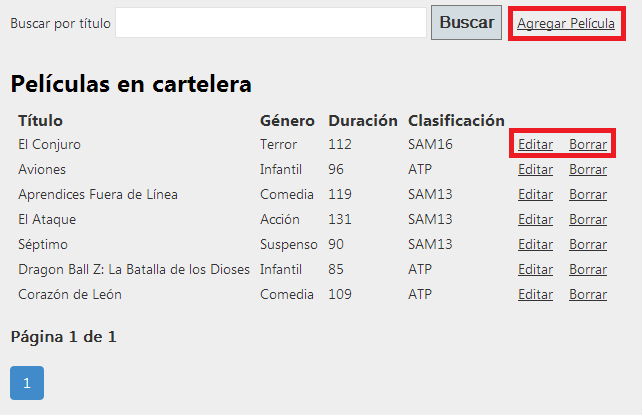 Buscar por título Buscar Agregar Película
Películas en cartelera
Título Género Duración Clasificación
El Conjuro Terror 112 SAM16 Editar Borrar
Aviones Infantil 96 ATP Editar Borrar
Aprendices Fuera de Línea Comedia 119 SAM13 Editar Borrar
El Ataque Acción 131 SAM13 Editar Borrar
Séptimo Suspenso 90 SAM13 Editar Borrar
Dragon Ball Z: La Batalla de los Dioses Infantil 85 ATP Editar Borrar
Corazón de León Comedia 109 ATP Editar Borrar
Página 1 de 1
1